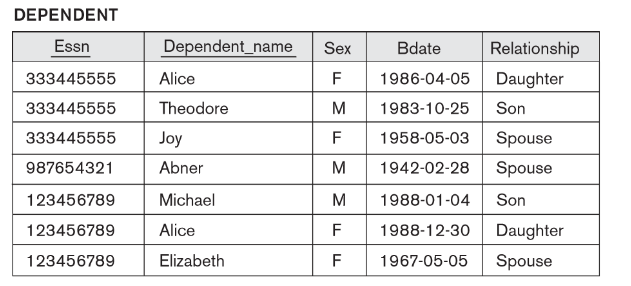 DEPENDENT
Essn Dependent_name Sex Bdate Relationship
333445555 Alice F 1986-04-05 Daughter
333445555 Theodore M 1983-10-25 Son
333445555 Joy F 1958-05-03 Spouse
987654321 Abner M 1942-02-28 Spouse
123456789 Michael M 1988-01-04 Son
123456789 Alice F 1988-12-30 Daughter
123456789 Elizabeth F 1967-05-05 Spouse